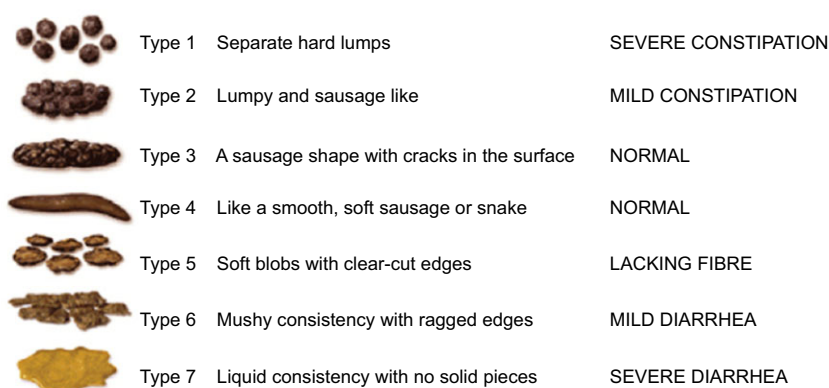 Type 1 Separate hard lumps SEVERE CONSTIPATION
Type 2 Lumpy and sausage like MILD CONSTIPATION
Type 3 A sausage shape with cracks in the surface NORMAL
Type 4 Like a smooth, soft sausage or snake NORMAL
Type 5 Soft blobs with clear-cut edges LACKING FIBRE
Type 6 Mushy consistency with ragged edges MILD DIARRHEA
Type 7 Liquid consistency with no solid pieces SEVERE DIARRHEA